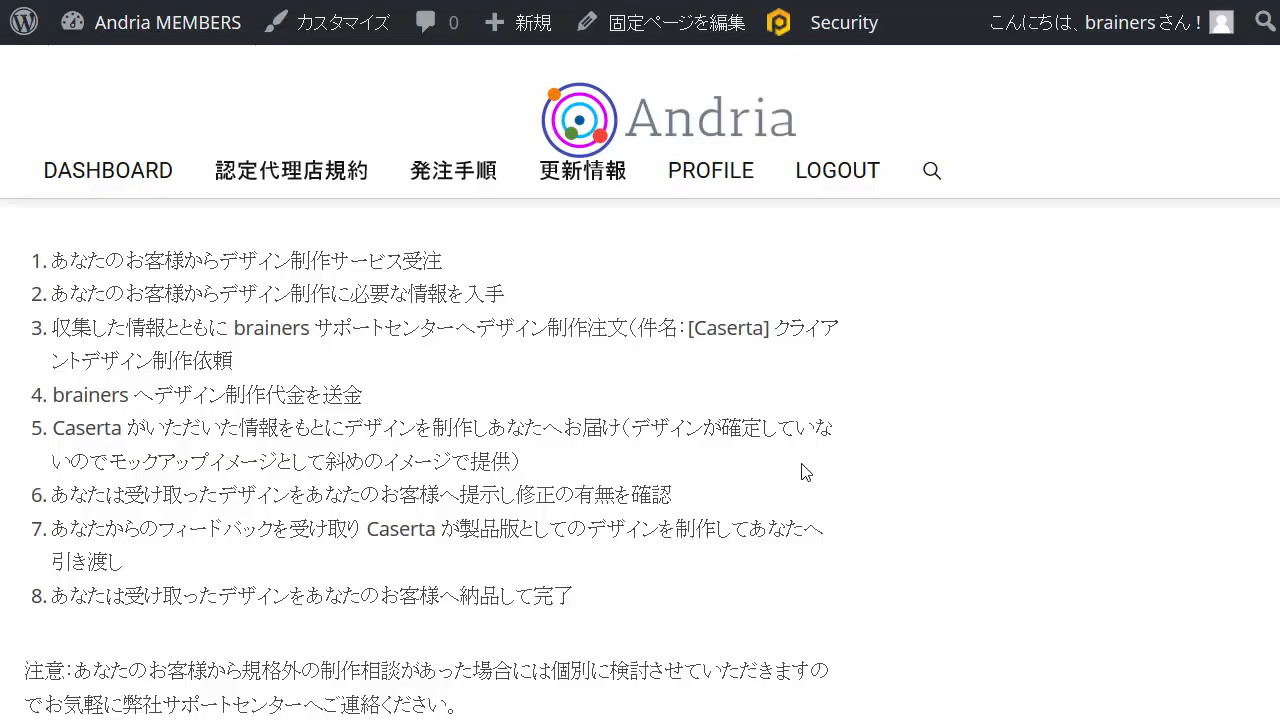 Andria MEMBERS カスタマイズ 0 新規 固定ページを編集 Security こんにちは、brainersさん !
Andria
DASHBOARD 認定代理店規約 発注手順 更新情報 PROFILE LOGOUT
1. あなたのお客様からデザイン制作サービス受注
2. あなたのお客様からデザイン制作に必要な情報を入手
3. 収集した情報とともに brainers サポートセンターへデザイン制作注文（件名：[Caserta] クライア
ントデザイン制作依頼
4. brainers へデザイン制作代金を送金
5. Caserta がいただいた情報をもとにデザインを制作しあなたへお届け（デザインが確定していな
いのでモックアップイメージとして斜めのイメージで提供）
6. あなたは受け取ったデザインをあなたのお客様へ提示し修正の有無を確認
7. あなたからのフィードバックを受け取り Caserta が製品版としてのデザインを制作してあなたへ
引き渡し
8. あなたは受け取ったデザインをあなたのお客様へ納品して完了
注意：あなたのお客様から規格外の制作相談があった場合には個別に検討させていただきますの
でお気軽に弊社サポートセンターへご連絡ください。